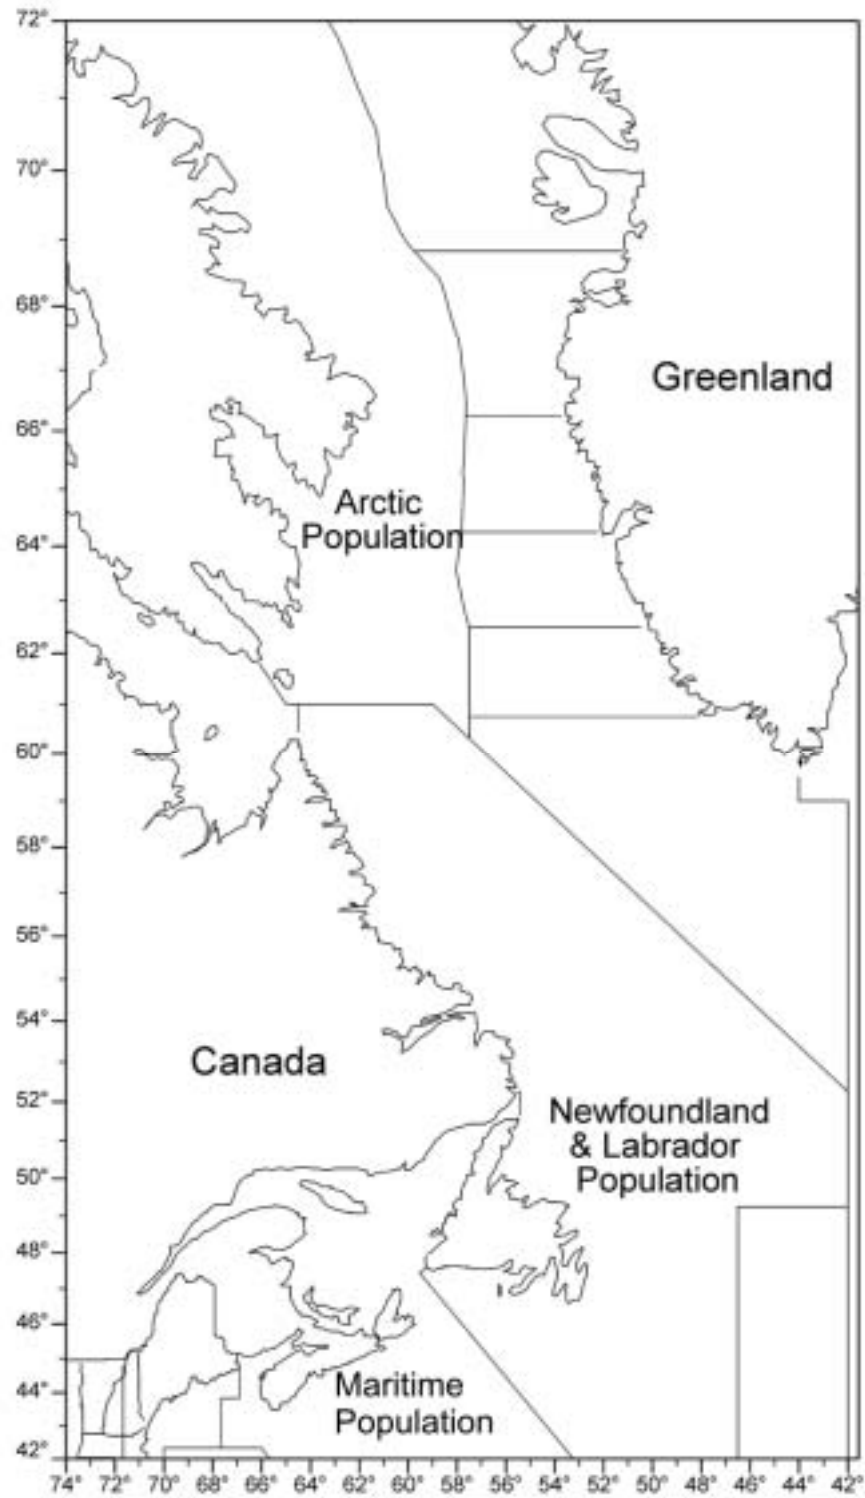 72°
70°
68°
Greenland
66°
Arctic
Population
64°
62°
60°
58°
56°
54°
Canada
52°
Newfoundland
& Labrador
Population
50°
48°
46°
Maritime
Population
44°
42°
74° 72° 70° 68° 66° 64° 62° 60° 58° 56° 54° 52° 50° 48° 46° 44° 42°